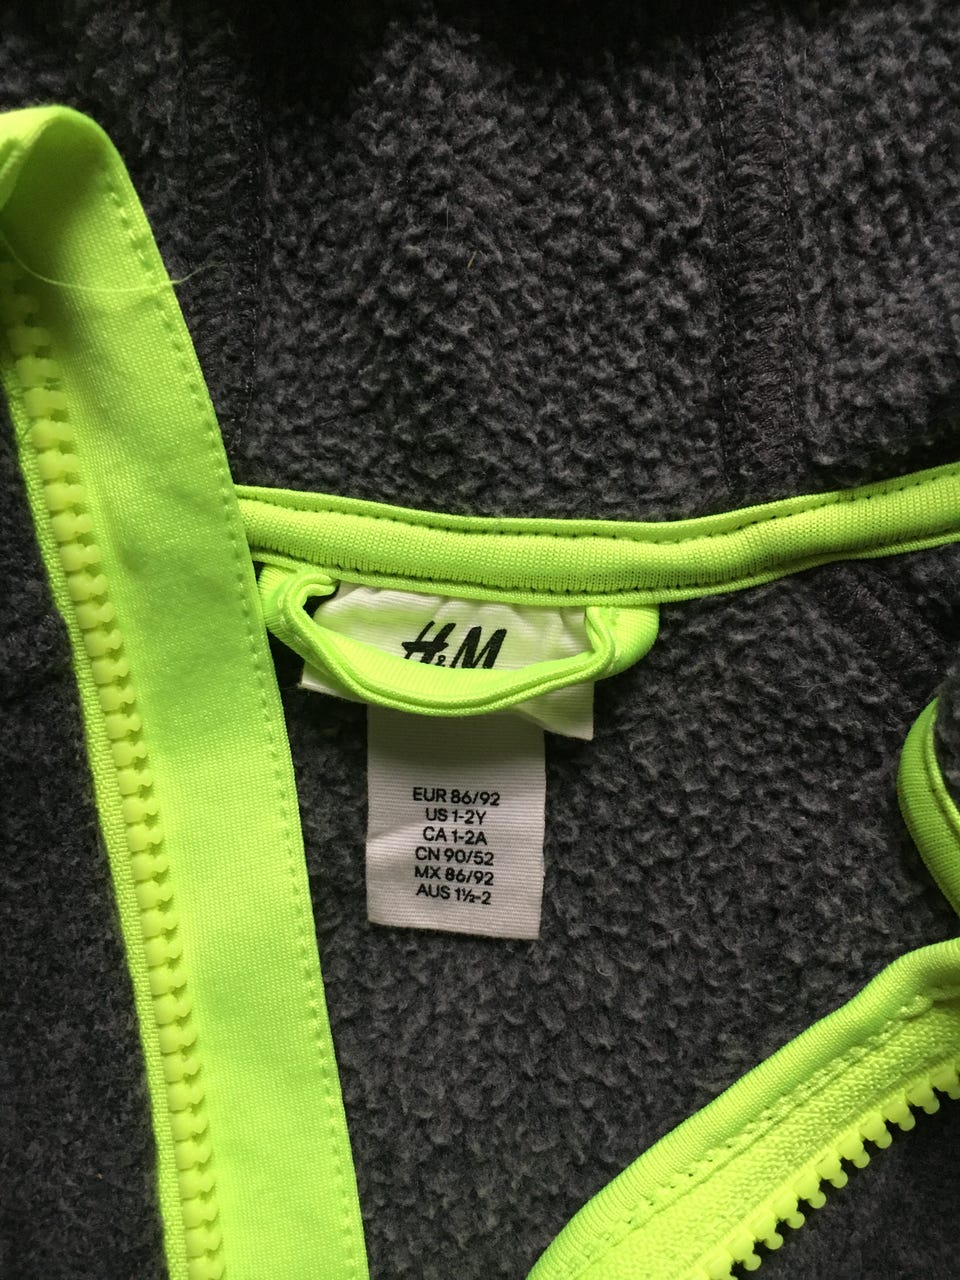 H&M
EUR 86/92
US 1-2Y
CA 1-2A
CN 90/52
MX 86/92
AUS 1½-2